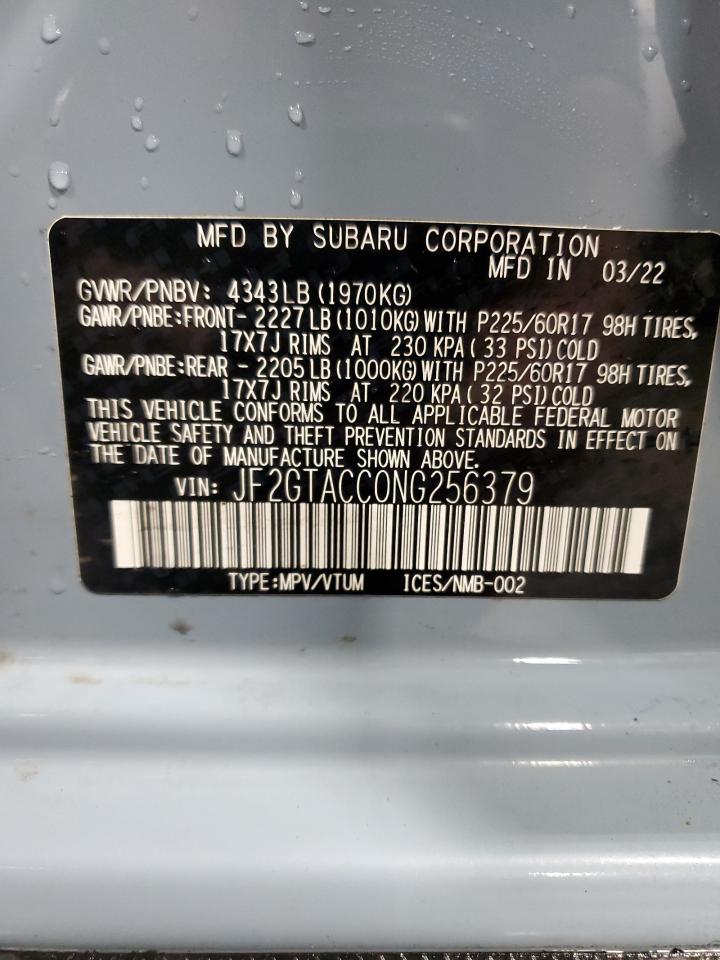 MFD BY SUBARU CORPORATION
MFD IN 03/22
GVWR/PNBV: 4343LB (1970KG)
GAWR/PNBE:FRONT- 2227LB (1010KG) WITH P225/60R17 98H TIRES,
17X7J RIMS AT 230 KPA ( 33 PSI) COLD
GAWR/PNBE:REAR - 2205LB (1000KG) WITH P225/60R17 98H TIRES,
17X7J RIMS AT 220 KPA ( 32 PSI) COLD
THIS VEHICLE CONFORMS TO ALL APPLICABLE FEDERAL MOTOR
VEHICLE SAFETY AND THEFT PREVENTION STANDARDS IN EFFECT ON
THE DATE OF MANUFACTURE SHOWN ABOVE.
VIN: JF2GTACC0NG256379
TYPE:MPV/VTUM ICES/NMB-002